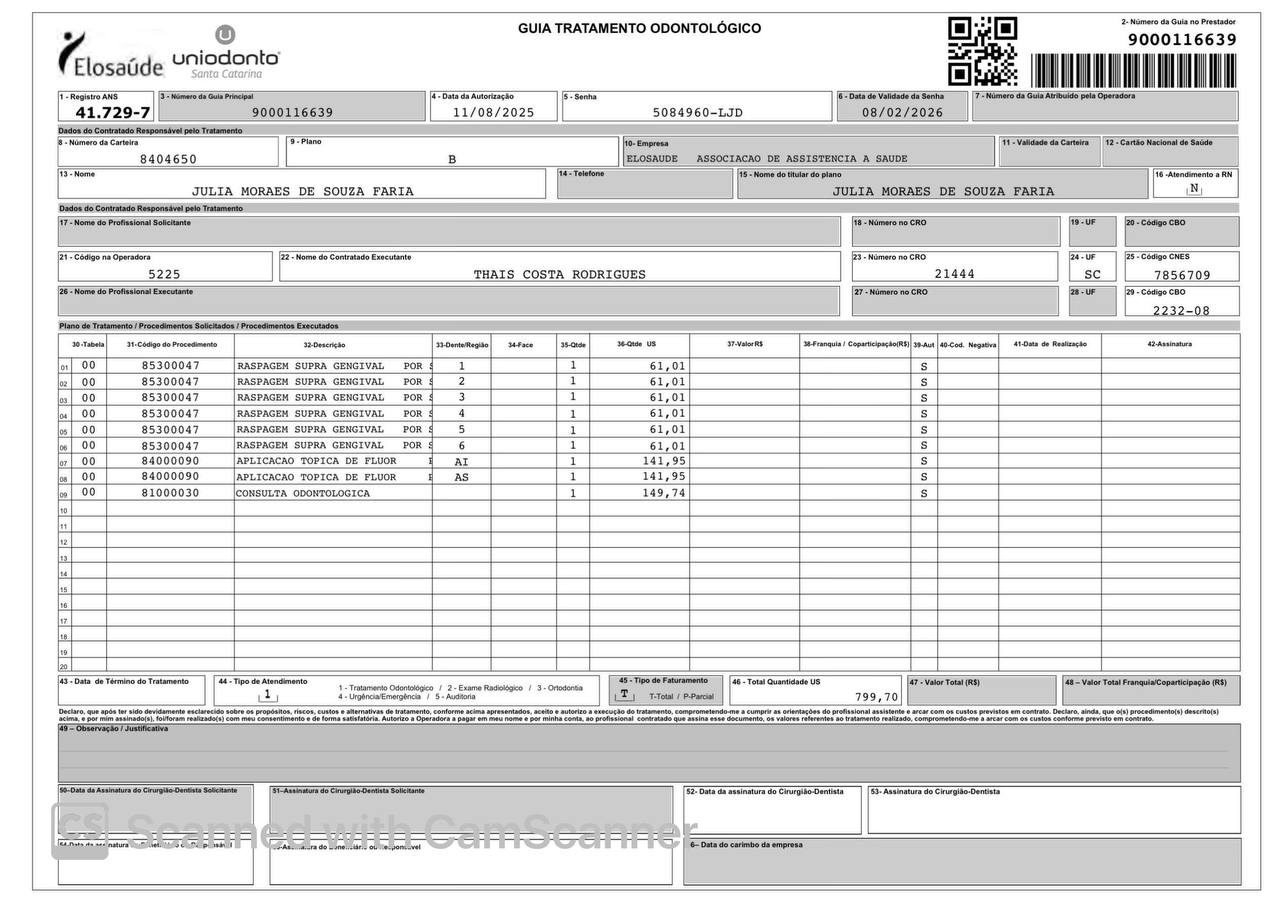 Elosaúde
uniodonto
Santa Catarina
GUIA TRATAMENTO ODONTOLÓGICO
2- Número da Guia no Prestador
9000116639
1 - Registro ANS
41.729-7
3 - Número da Guia Principal
9000116639
4 - Data da Autorização
11/08/2025
5 - Senha
5084960-LJD
6 - Data de Validade da Senha
08/02/2026
7 - Número da Guia Atribuído pela Operadora
Dados do Contratado Responsável pelo Tratamento
8 - Número da Carteira
8404650
9 - Plano
B
10- Empresa
ELOSAUDE ASSOCIACAO DE ASSISTENCIA A SAUDE
11 - Validade da Carteira
12 - Cartão Nacional de Saúde
13 - Nome
JULIA MORAES DE SOUZA FARIA
14 - Telefone
15 - Nome do titular do plano
JULIA MORAES DE SOUZA FARIA
16 -Atendimento a RN
N
Dados do Contratado Responsável pelo Tratamento
17 - Nome do Profissional Solicitante
18 - Número no CRO
19 - UF
20 - Código CBO
21 - Código na Operadora
5225
22 - Nome do Contratado Executante
THAIS COSTA RODRIGUES
23 - Número no CRO
21444
24 - UF
SC
25 - Código CNES
7856709
26 - Nome do Profissional Executante
27 - Número no CRO
28 - UF
29 - Código CBO
2232-08
Plano de Tratamento / Procedimentos Solicitados / Procedimentos Executados
30 -Tabela 31-Código do Procedimento 32-Descrição 33-Dente/Região 34-Face 35-Qtde 36-Qtde US 37-ValorR$ 38-Franquia / Coparticipação(R$) 39-Aut 40-Cod. Negativa 41-Data de Realização 42-Assinatura
01 00 85300047 RASPAGEM SUPRA GENGIVAL POR S 1 1 61,01 S
02 00 85300047 RASPAGEM SUPRA GENGIVAL POR S 2 1 61,01 S
03 00 85300047 RASPAGEM SUPRA GENGIVAL POR S 3 1 61,01 S
04 00 85300047 RASPAGEM SUPRA GENGIVAL POR S 4 1 61,01 S
05 00 85300047 RASPAGEM SUPRA GENGIVAL POR S 5 1 61,01 S
06 00 85300047 RASPAGEM SUPRA GENGIVAL POR S 6 1 61,01 S
07 00 84000090 APLICACAO TOPICA DE FLUOR AI 1 141,95 S
08 00 84000090 APLICACAO TOPICA DE FLUOR AS 1 141,95 S
09 00 81000030 CONSULTA ODONTOLOGICA 1 149,74 S
10
11
12
13
14
15
16
17
18
19
20
43 - Data de Término do Tratamento
44 - Tipo de Atendimento
1
1 - Tratamento Odontológico / 2 - Exame Radiológico / 3 - Ortodontia
4 - Urgência/Emergência / 5 - Auditoria
45 - Tipo de Faturamento
T
T-Total / P-Parcial
46 - Total Quantidade US
799,70
47 - Valor Total (R$)
48 – Valor Total Franquia/Coparticipação (R$)
Declaro, que após ter sido devidamente esclarecido sobre os propósitos, riscos, custos e alternativas de tratamento, conforme acima apresentados, aceito e autorizo a execução do tratamento, comprometendo-me a cumprir as orientações do profissional assistente e arcar com os custos previstos em contrato. Declaro, ainda, que o(s) procedimento(s) descrito(s)
acima, e por mim assinado(s), foi/foram realizado(s) com meu consentimento e de forma satisfatória. Autorizo a Operadora a pagar em meu nome e por minha conta, ao profissional contratado que assina esse documento, os valores referentes ao tratamento realizado, comprometendo-me a arcar com os custos conforme previsto em contrato.
49 – Observação / Justificativa
50–Data da Assinatura do Cirurgião-Dentista Solicitante
51–Assinatura do Cirurgião-Dentista Solicitante
52- Data da assinatura do Cirurgião-Dentista
53- Assinatura do Cirurgião-Dentista
CS Scanned with CamScanner
54-Data da assinatura do Beneficiário ou Responsável
Assinatura do Beneficiário ou Responsável
6– Data do carimbo da empresa